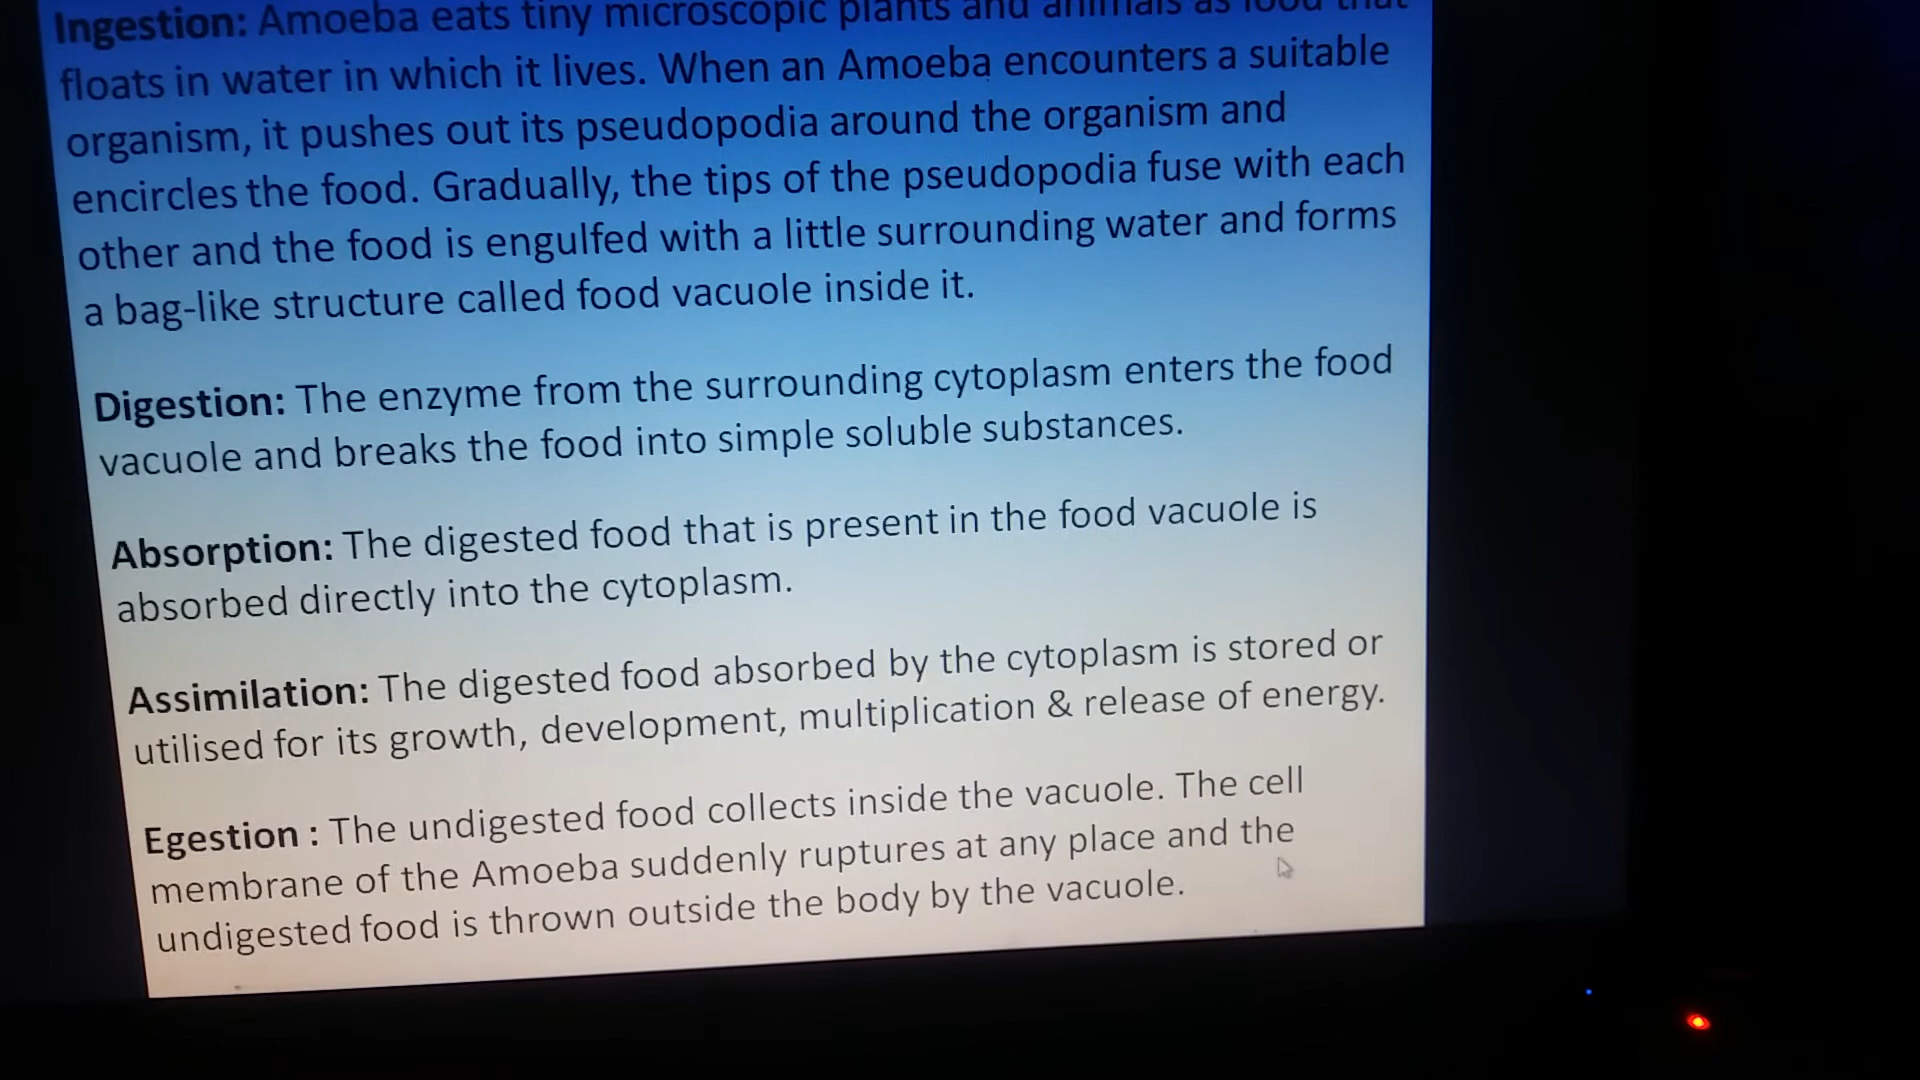 Ingestion: Amoeba eats tiny microscopic plants and animals as food that
floats in water in which it lives. When an Amoeba encounters a suitable
organism, it pushes out its pseudopodia around the organism and
encircles the food. Gradually, the tips of the pseudopodia fuse with each
other and the food is engulfed with a little surrounding water and forms
a bag-like structure called food vacuole inside it.
Digestion: The enzyme from the surrounding cytoplasm enters the food
vacuole and breaks the food into simple soluble substances.
Absorption: The digested food that is present in the food vacuole is
absorbed directly into the cytoplasm.
Assimilation: The digested food absorbed by the cytoplasm is stored or
utilised for its growth, development, multiplication & release of energy.
Egestion : The undigested food collects inside the vacuole. The cell
membrane of the Amoeba suddenly ruptures at any place and the
undigested food is thrown outside the body by the vacuole.